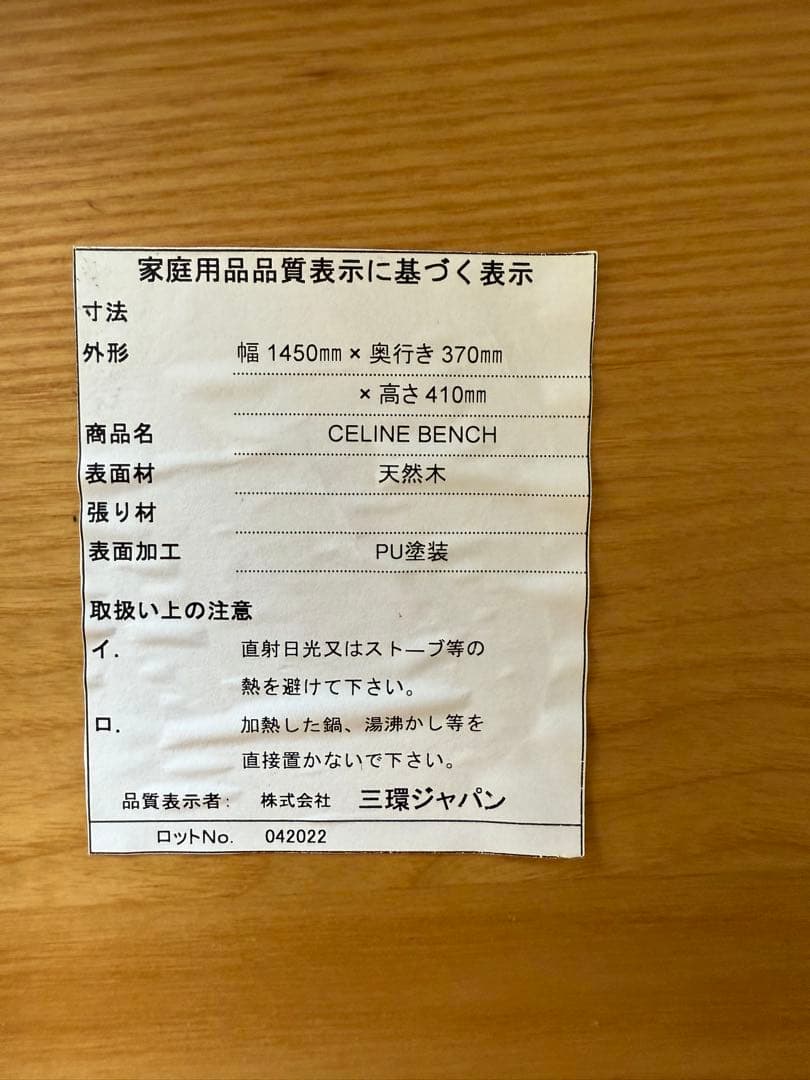 家庭用品品質表示に基づく表示
寸法
外形 幅 1450㎜ × 奥行き 370㎜
× 高さ 410㎜
商品名 CELINE BENCH
表面材 天然木
張り材
表面加工 PU塗装
取扱い上の注意
イ. 直射日光又はストーブ等の
熱を避けて下さい。
ロ. 加熱した鍋、湯沸かし等を
直接置かないで下さい。
品質表示者: 株式会社 三環ジャパン
ロットNo. 042022